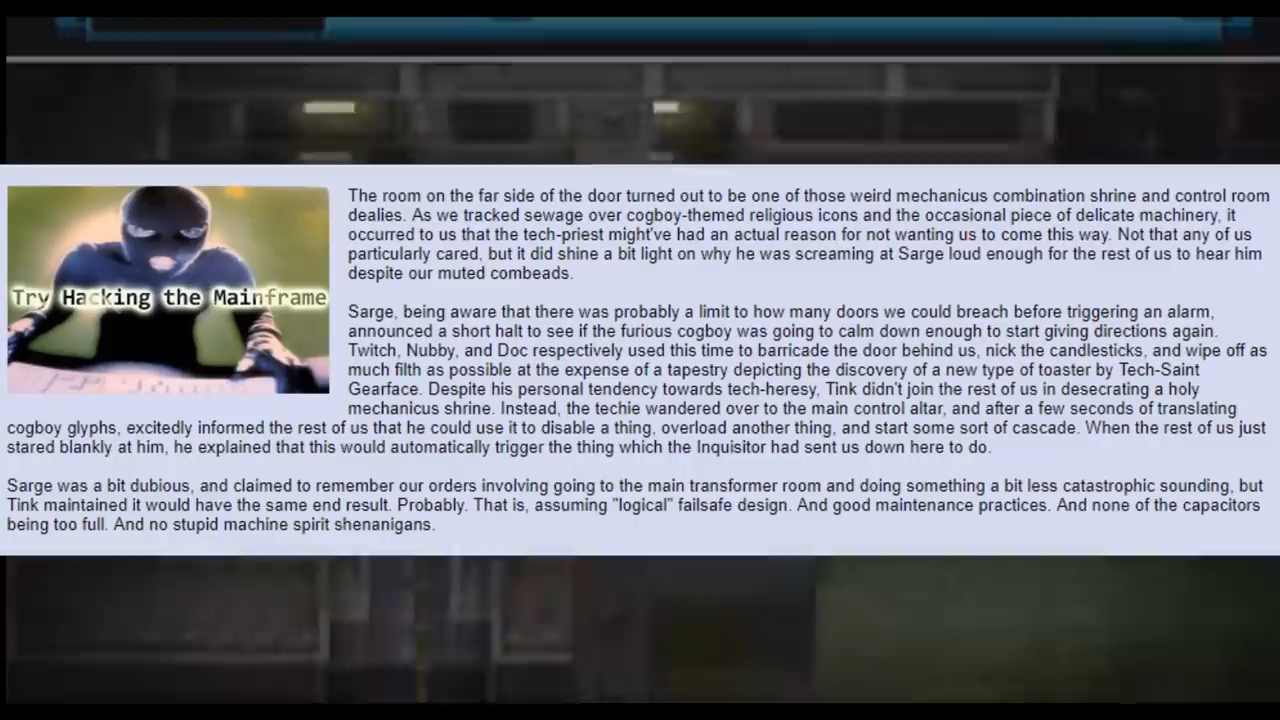 The room on the far side of the door turned out to be one of those weird mechanicus combination shrine and control room
dealies. As we tracked sewage over cogboy-themed religious icons and the occasional piece of delicate machinery, it
occurred to us that the tech-priest might've had an actual reason for not wanting us to come this way. Not that any of us
particularly cared, but it did shine a bit light on why he was screaming at Sarge loud enough for the rest of us to hear him
despite our muted combeads.
Try Hacking the Mainframe
Sarge, being aware that there was probably a limit to how many doors we could breach before triggering an alarm,
announced a short halt to see if the furious cogboy was going to calm down enough to start giving directions again.
Twitch, Nubby, and Doc respectively used this time to barricade the door behind us, nick the candlesticks, and wipe off as
much filth as possible at the expense of a tapestry depicting the discovery of a new type of toaster by Tech-Saint
Gearface. Despite his personal tendency towards tech-heresy, Tink didn't join the rest of us in desecrating a holy
mechanicus shrine. Instead, the techie wandered over to the main control altar, and after a few seconds of translating
cogboy glyphs, excitedly informed the rest of us that he could use it to disable a thing, overload another thing, and start some sort of cascade. When the rest of us just
stared blankly at him, he explained that this would automatically trigger the thing which the Inquisitor had sent us down here to do.
Sarge was a bit dubious, and claimed to remember our orders involving going to the main transformer room and doing something a bit less catastrophic sounding, but
Tink maintained it would have the same end result. Probably. That is, assuming "logical" failsafe design. And good maintenance practices. And none of the capacitors
being too full. And no stupid machine spirit shenanigans.